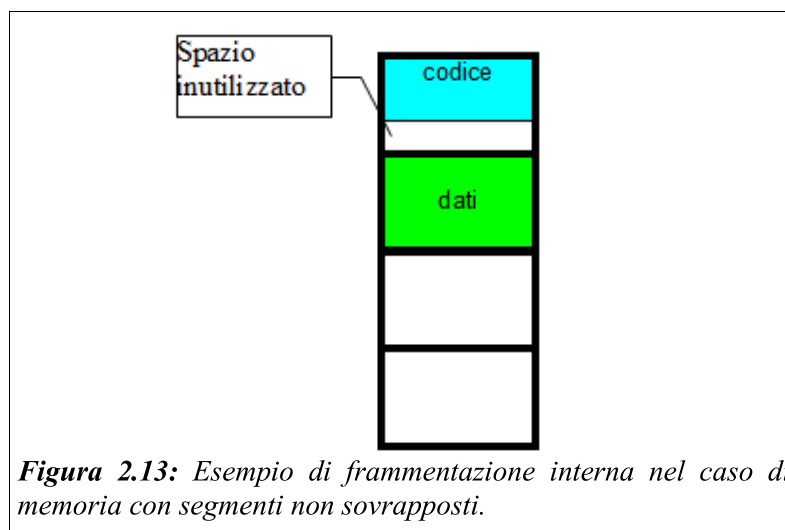 Spazio
inutilizzato
codice
dati
Figura 2.13: Esempio di frammentazione interna nel caso di
memoria con segmenti non sovrapposti.